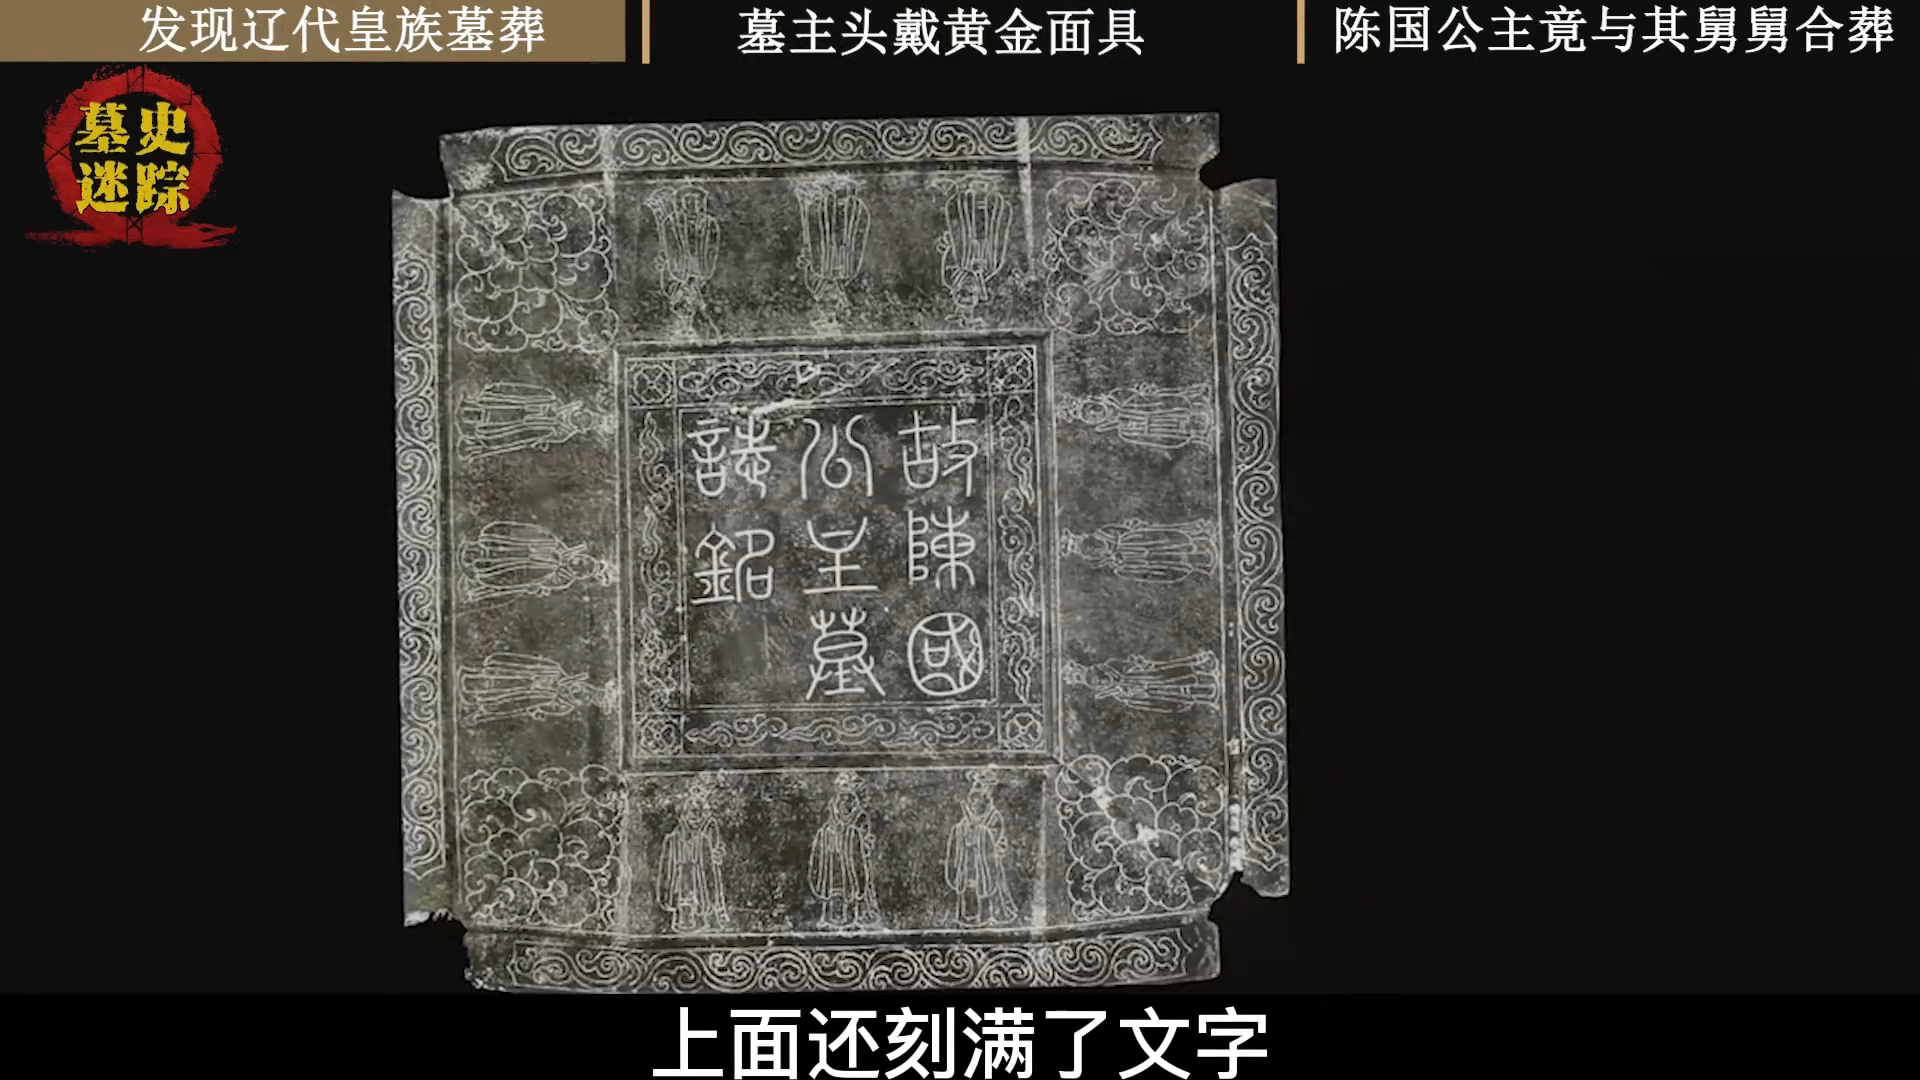 发现辽代皇族墓葬
墓主头戴黄金面具
陈国公主竟与其舅舅合葬
墓史
迷踪
故陳國
公主墓
誌銘
上面还刻满了文字